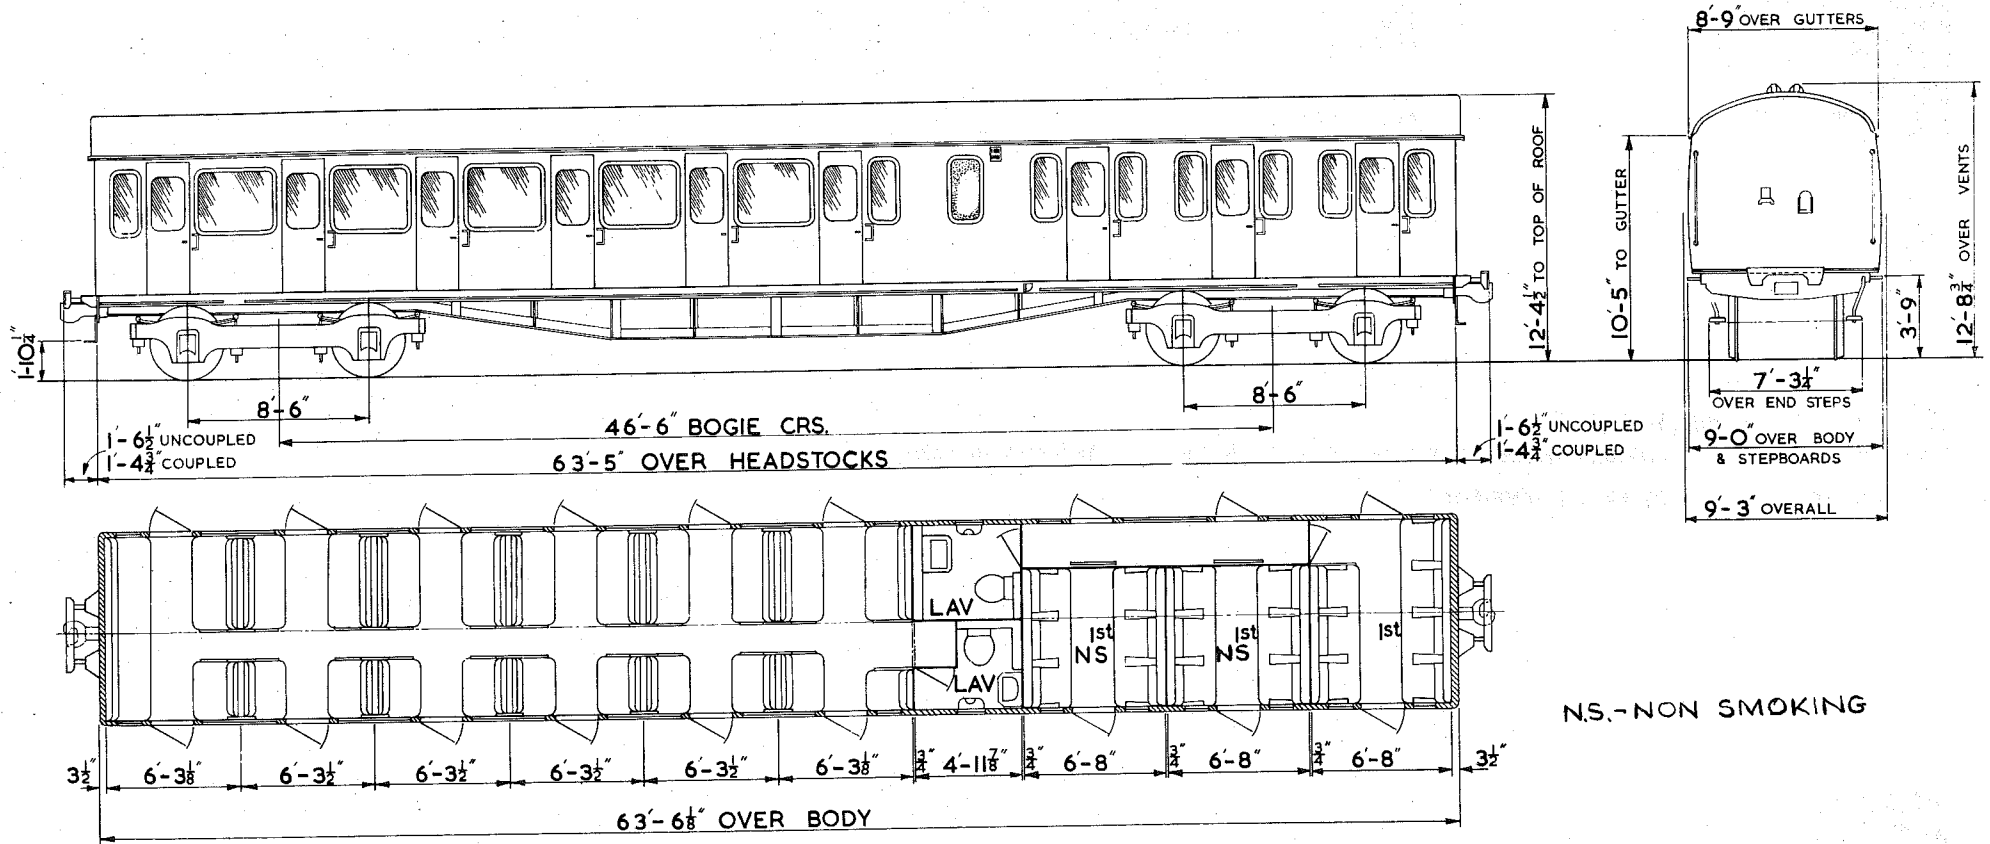 8'-9" OVER GUTTERS
12'-4½" TO TOP OF ROOF
10'-5" TO GUTTER
3'-9"
12'-8¾" OVER VENTS
1'-10¼"
8'-6"
8'-6"
7'-3¼"
OVER END STEPS
46'-6" BOGIE CRS.
1'-6½" UNCOUPLED
1'-4¾" COUPLED
1'-6½" UNCOUPLED
1'-4¾" COUPLED
9'-0" OVER BODY
& STEPBOARDS
63'-5" OVER HEADSTOCKS
9'-3" OVERALL
LAV
LAV
1st
NS
1st
NS
1st
N.S.-NON SMOKING
3½" 6'-3⅛" 6'-3½" 6'-3½" 6'-3½" 6'-3½" 6'-3⅛" ¾" 4'-11⅞" ¾" 6'-8" ¾" 6'-8" ¾" 6'-8" 3½"
63'-6⅛" OVER BODY